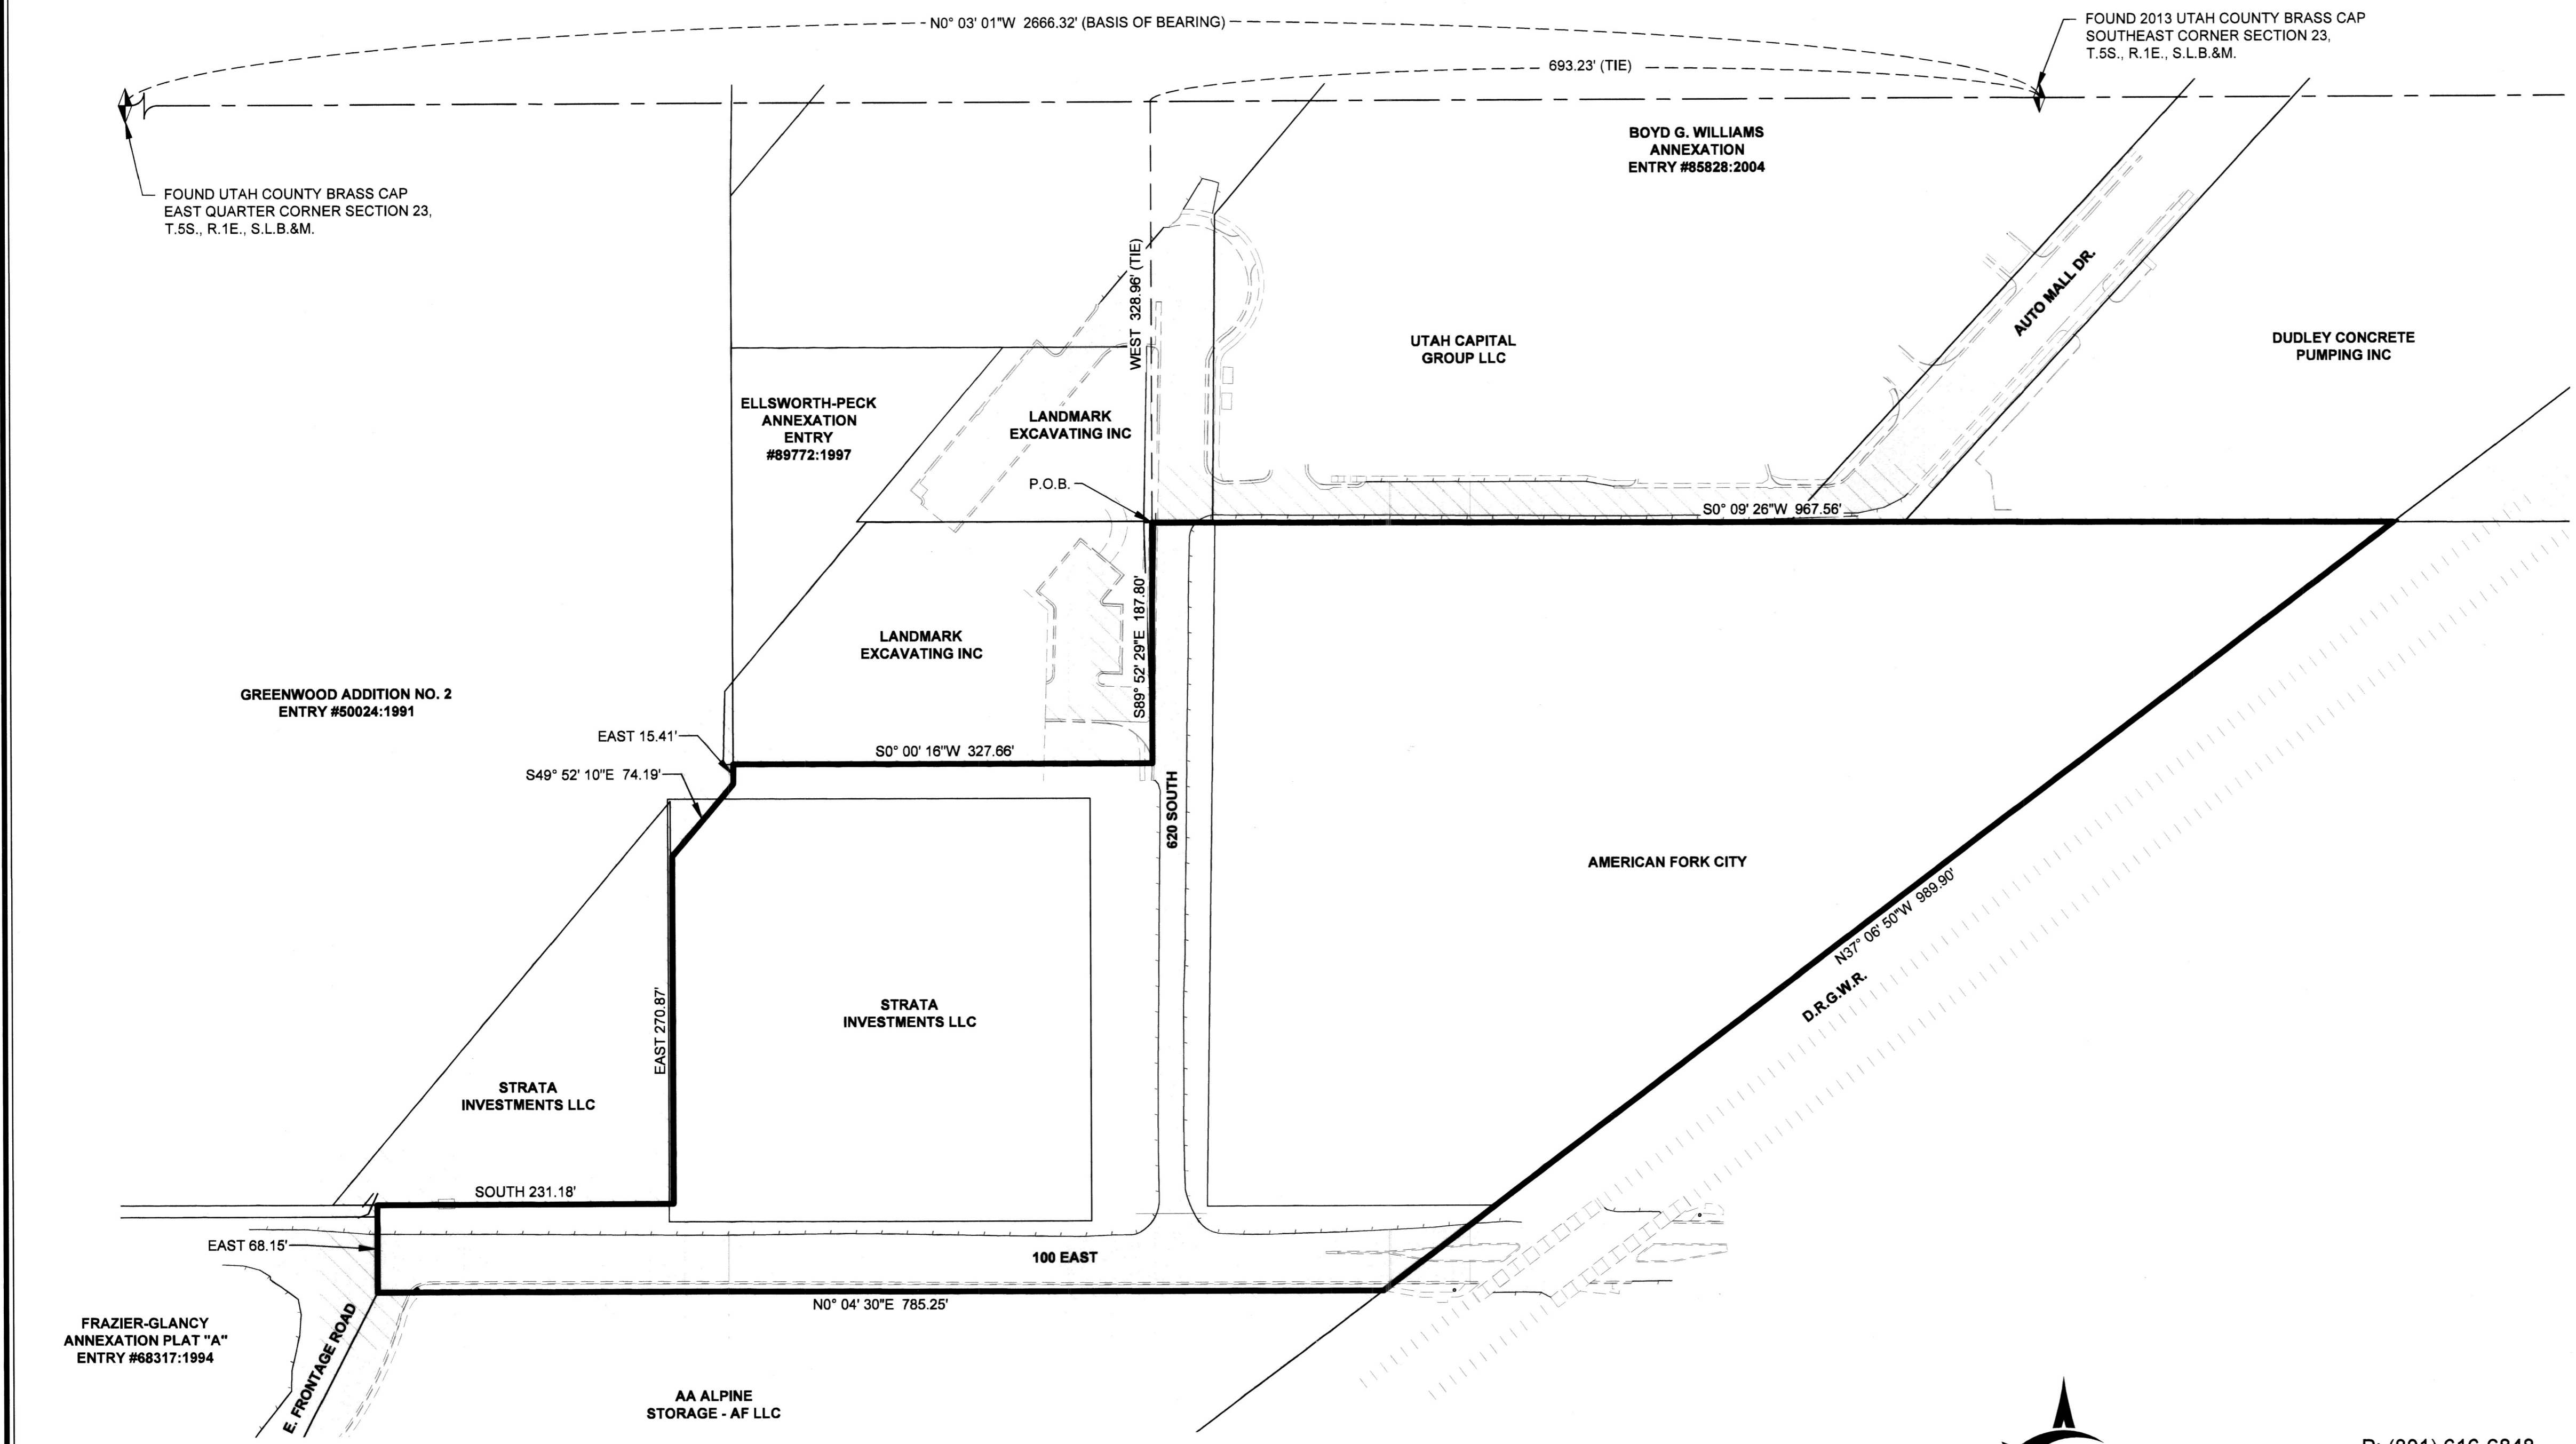 N0° 03' 01"W 2666.32' (BASIS OF BEARING)
FOUND 2013 UTAH COUNTY BRASS CAP
SOUTHEAST CORNER SECTION 23,
T.5S., R.1E., S.L.B.&M.
693.23' (TIE)
FOUND UTAH COUNTY BRASS CAP
EAST QUARTER CORNER SECTION 23,
T.5S., R.1E., S.L.B.&M.
BOYD G. WILLIAMS
ANNEXATION
ENTRY #85828:2004
WEST 328.96' (TIE)
AUTO MALL DR.
UTAH CAPITAL
GROUP LLC
DUDLEY CONCRETE
PUMPING INC
ELLSWORTH-PECK
ANNEXATION
ENTRY
#89772:1997
LANDMARK
EXCAVATING INC
P.O.B.
S0° 09' 26"W 967.56'
S89° 52' 29"E 187.80'
LANDMARK
EXCAVATING INC
GREENWOOD ADDITION NO. 2
ENTRY #50024:1991
EAST 15.41'
S0° 00' 16"W 327.66'
S49° 52' 10"E 74.19'
620 SOUTH
AMERICAN FORK CITY
N37° 06' 50"W 989.90'
D.R.G.W.R.
STRATA
INVESTMENTS LLC
EAST 270.87'
STRATA
INVESTMENTS LLC
SOUTH 231.18'
EAST 68.15'
100 EAST
N0° 04' 30"E 785.25'
FRAZIER-GLANCY
ANNEXATION PLAT "A"
ENTRY #68317:1994
E. FRONTAGE ROAD
AA ALPINE
STORAGE - AF LLC